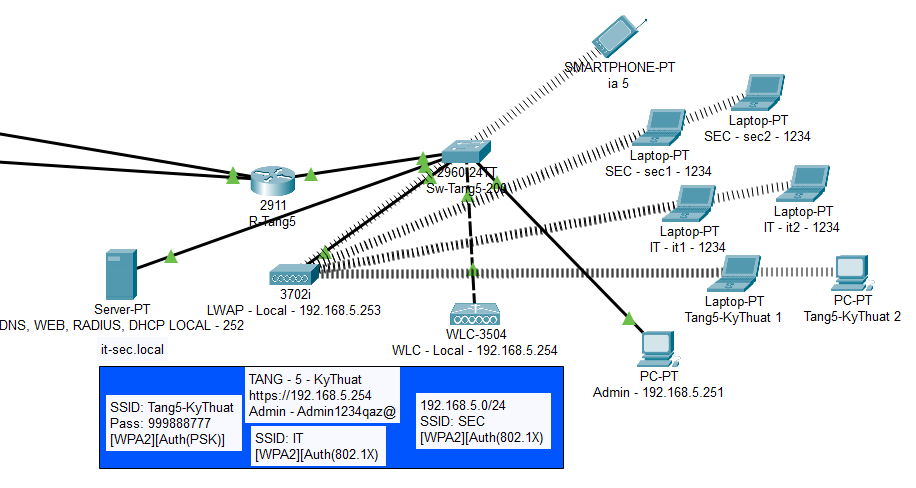 SMARTPHONE-PT
ia 5
Laptop-PT
SEC - sec2 - 1234
Laptop-PT
SEC - sec1 - 1234
2960-24TT
Sw-Tang5-200
2911
R-Tang5
Laptop-PT
IT - it2 - 1234
Laptop-PT
IT - it1 - 1234
3702i
LWAP - Local - 192.168.5.253
Server-PT
DNS, WEB, RADIUS, DHCP LOCAL - 252
it-sec.local
Laptop-PT
Tang5-KyThuat 1
PC-PT
Tang5-KyThuat 2
WLC-3504
WLC - Local - 192.168.5.254
PC-PT
Admin - 192.168.5.251
SSID: Tang5-KyThuat
Pass: 999888777
[WPA2][Auth(PSK)]
TANG - 5 - KyThuat
https://192.168.5.254
Admin - Admin1234qaz@
SSID: IT
[WPA2][Auth(802.1X)
192.168.5.0/24
SSID: SEC
[WPA2][Auth(802.1X)